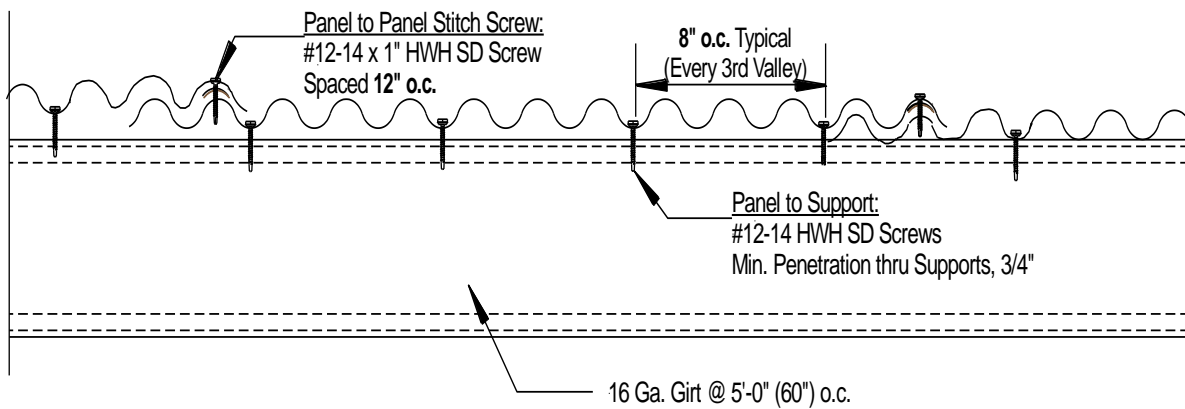 Panel to Panel Stitch Screw:
#12-14 x 1" HWH SD Screw
Spaced 12" o.c.
8" o.c. Typical
(Every 3rd Valley)
Panel to Support:
#12-14 HWH SD Screws
Min. Penetration thru Supports, 3/4"
16 Ga. Girt @ 5'-0" (60") o.c.